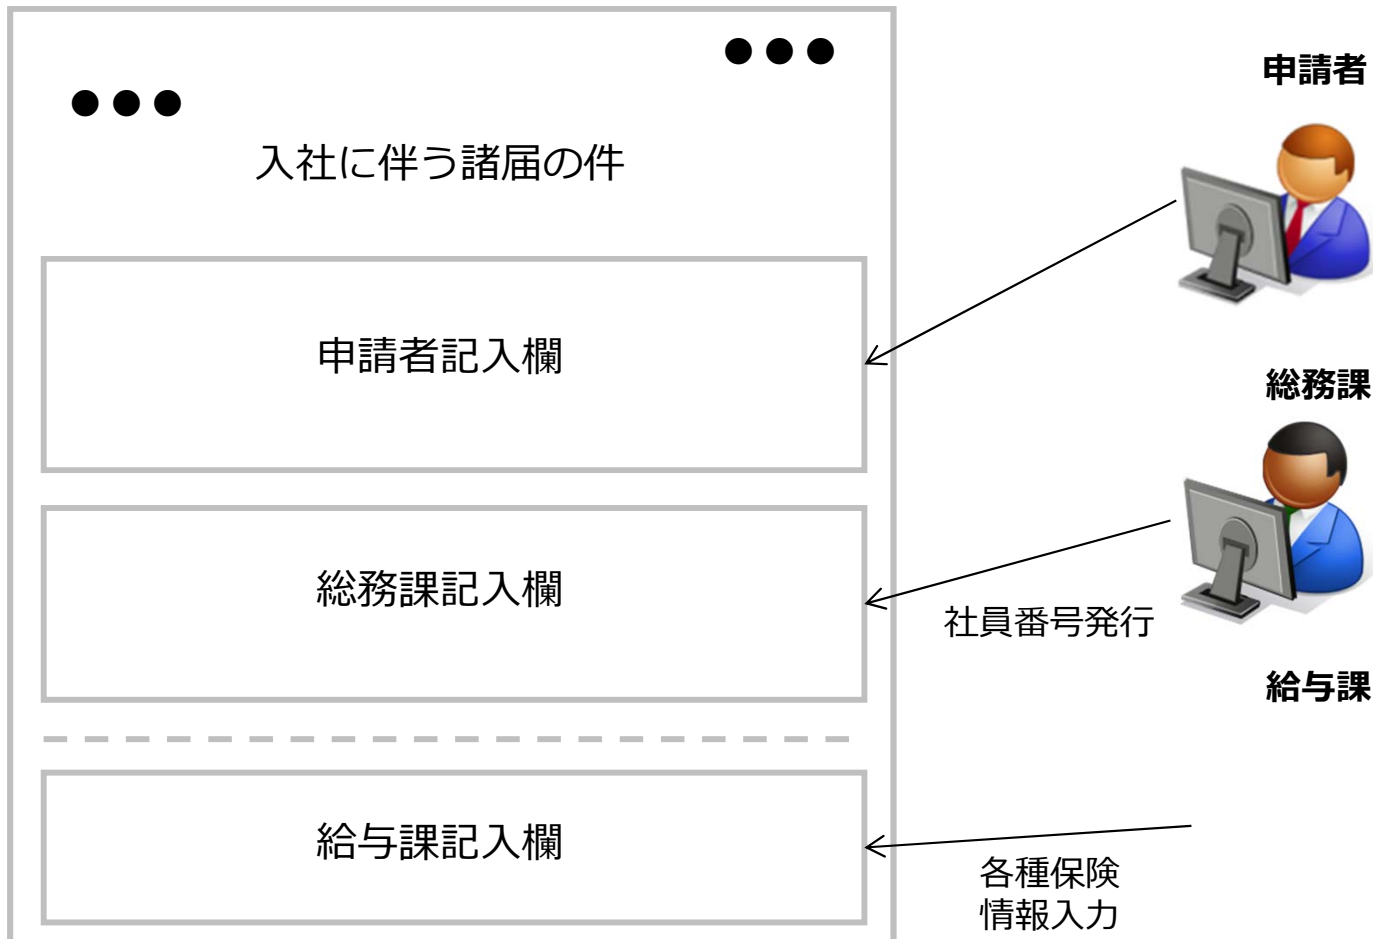 ●●●
●●●
入社に伴う諸届の件
申請者
申請者記入欄
総務課
総務課記入欄
社員番号発行
給与課
給与課記入欄
各種保険
情報入力